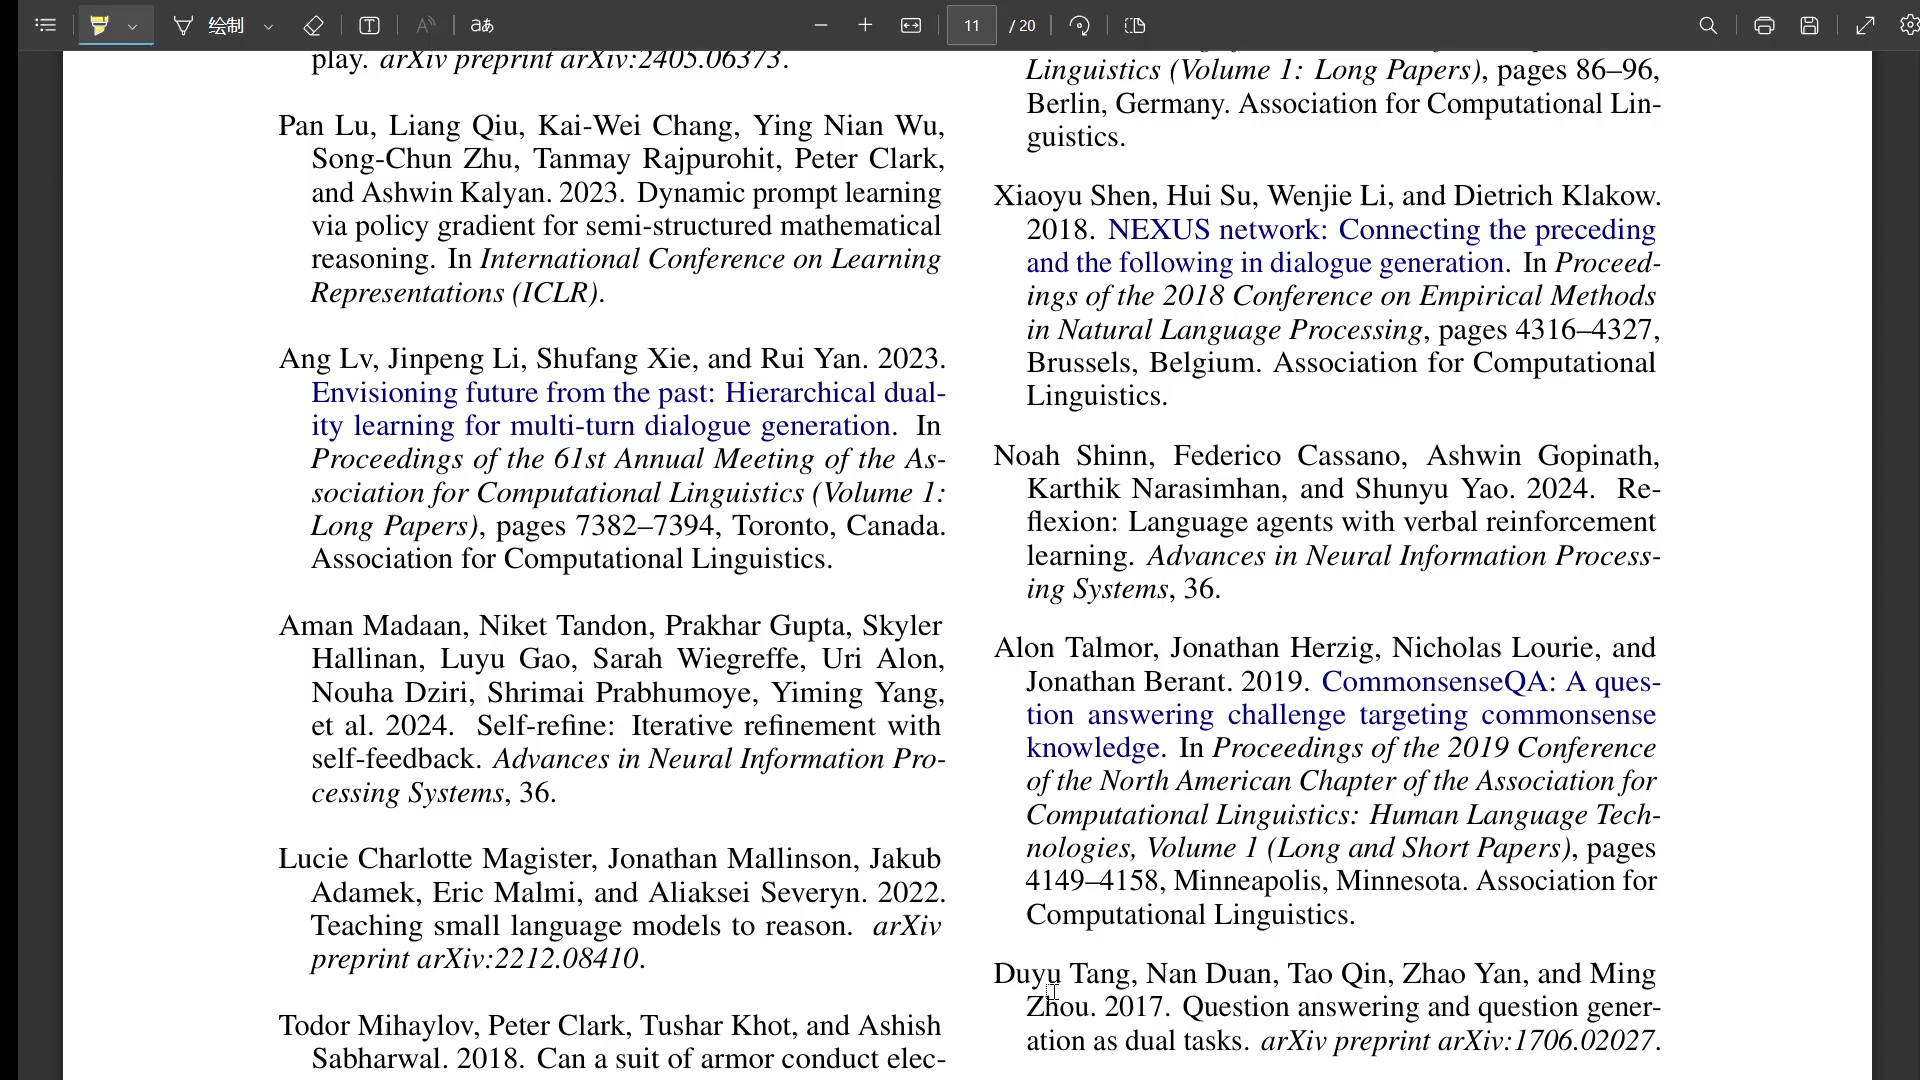 绘制
T
A
aあ
11
/ 20
play. arXiv preprint arXiv:2405.06373.
Pan Lu, Liang Qiu, Kai-Wei Chang, Ying Nian Wu,
Song-Chun Zhu, Tanmay Rajpurohit, Peter Clark,
and Ashwin Kalyan. 2023. Dynamic prompt learning
via policy gradient for semi-structured mathematical
reasoning. In International Conference on Learning
Representations (ICLR).
Ang Lv, Jinpeng Li, Shufang Xie, and Rui Yan. 2023.
Envisioning future from the past: Hierarchical dual-
ity learning for multi-turn dialogue generation. In
Proceedings of the 61st Annual Meeting of the As-
sociation for Computational Linguistics (Volume 1:
Long Papers), pages 7382–7394, Toronto, Canada.
Association for Computational Linguistics.
Aman Madaan, Niket Tandon, Prakhar Gupta, Skyler
Hallinan, Luyu Gao, Sarah Wiegreffe, Uri Alon,
Nouha Dziri, Shrimai Prabhumoye, Yiming Yang,
et al. 2024. Self-refine: Iterative refinement with
self-feedback. Advances in Neural Information Pro-
cessing Systems, 36.
Lucie Charlotte Magister, Jonathan Mallinson, Jakub
Adamek, Eric Malmi, and Aliaksei Severyn. 2022.
Teaching small language models to reason. arXiv
preprint arXiv:2212.08410.
Todor Mihaylov, Peter Clark, Tushar Khot, and Ashish
Sabharwal. 2018. Can a suit of armor conduct elec-
Linguistics (Volume 1: Long Papers), pages 86–96,
Berlin, Germany. Association for Computational Lin-
guistics.
Xiaoyu Shen, Hui Su, Wenjie Li, and Dietrich Klakow.
2018. NEXUS network: Connecting the preceding
and the following in dialogue generation. In Proceed-
ings of the 2018 Conference on Empirical Methods
in Natural Language Processing, pages 4316–4327,
Brussels, Belgium. Association for Computational
Linguistics.
Noah Shinn, Federico Cassano, Ashwin Gopinath,
Karthik Narasimhan, and Shunyu Yao. 2024. Re-
flexion: Language agents with verbal reinforcement
learning. Advances in Neural Information Process-
ing Systems, 36.
Alon Talmor, Jonathan Herzig, Nicholas Lourie, and
Jonathan Berant. 2019. CommonsenseQA: A ques-
tion answering challenge targeting commonsense
knowledge. In Proceedings of the 2019 Conference
of the North American Chapter of the Association for
Computational Linguistics: Human Language Tech-
nologies, Volume 1 (Long and Short Papers), pages
4149–4158, Minneapolis, Minnesota. Association for
Computational Linguistics.
Duyu Tang, Nan Duan, Tao Qin, Zhao Yan, and Ming
Zhou. 2017. Question answering and question gener-
ation as dual tasks. arXiv preprint arXiv:1706.02027.